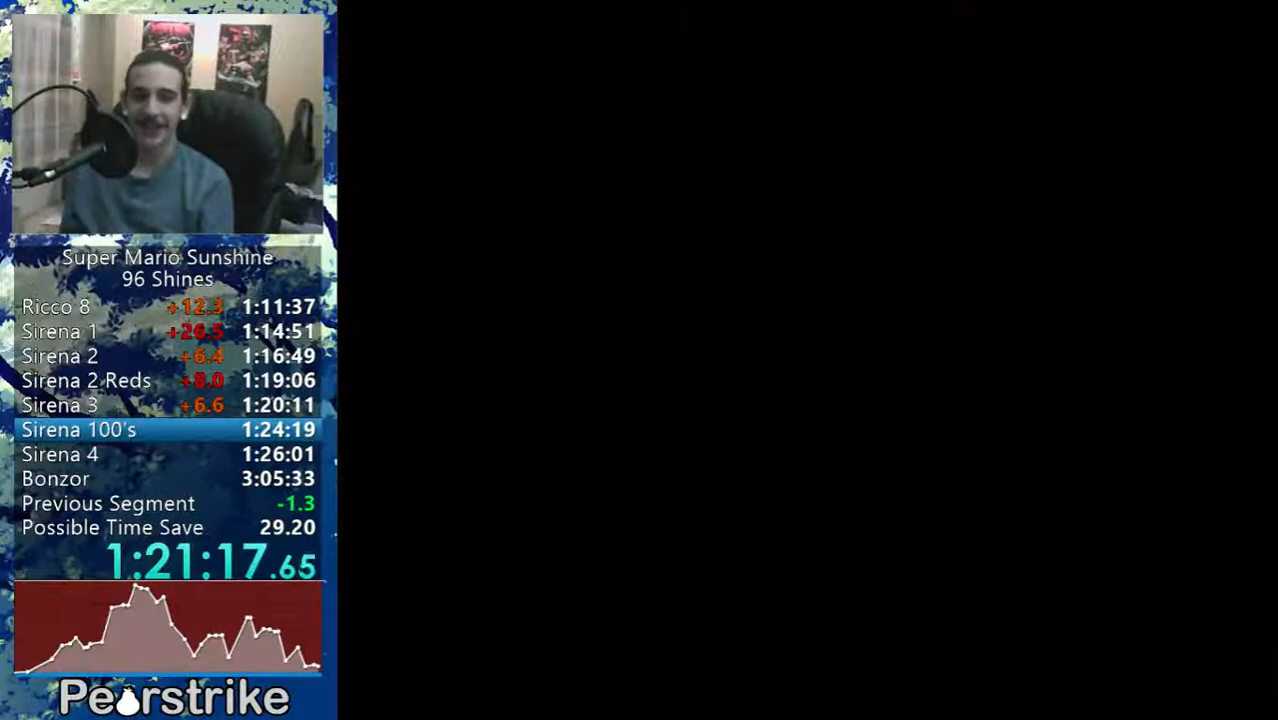 Super Mario Sunshine
96 Shines
Ricco 8 +12.3 1:11:37
Sirena 1 +26.5 1:14:51
Sirena 2 +6.4 1:16:49
Sirena 2 Reds +8.0 1:19:06
Sirena 3 +6.6 1:20:11
Sirena 100's 1:24:19
Sirena 4 1:26:01
Bonzor 3:05:33
Previous Segment -1.3
Possible Time Save 29.20
1:21:17.65
Pearstrike